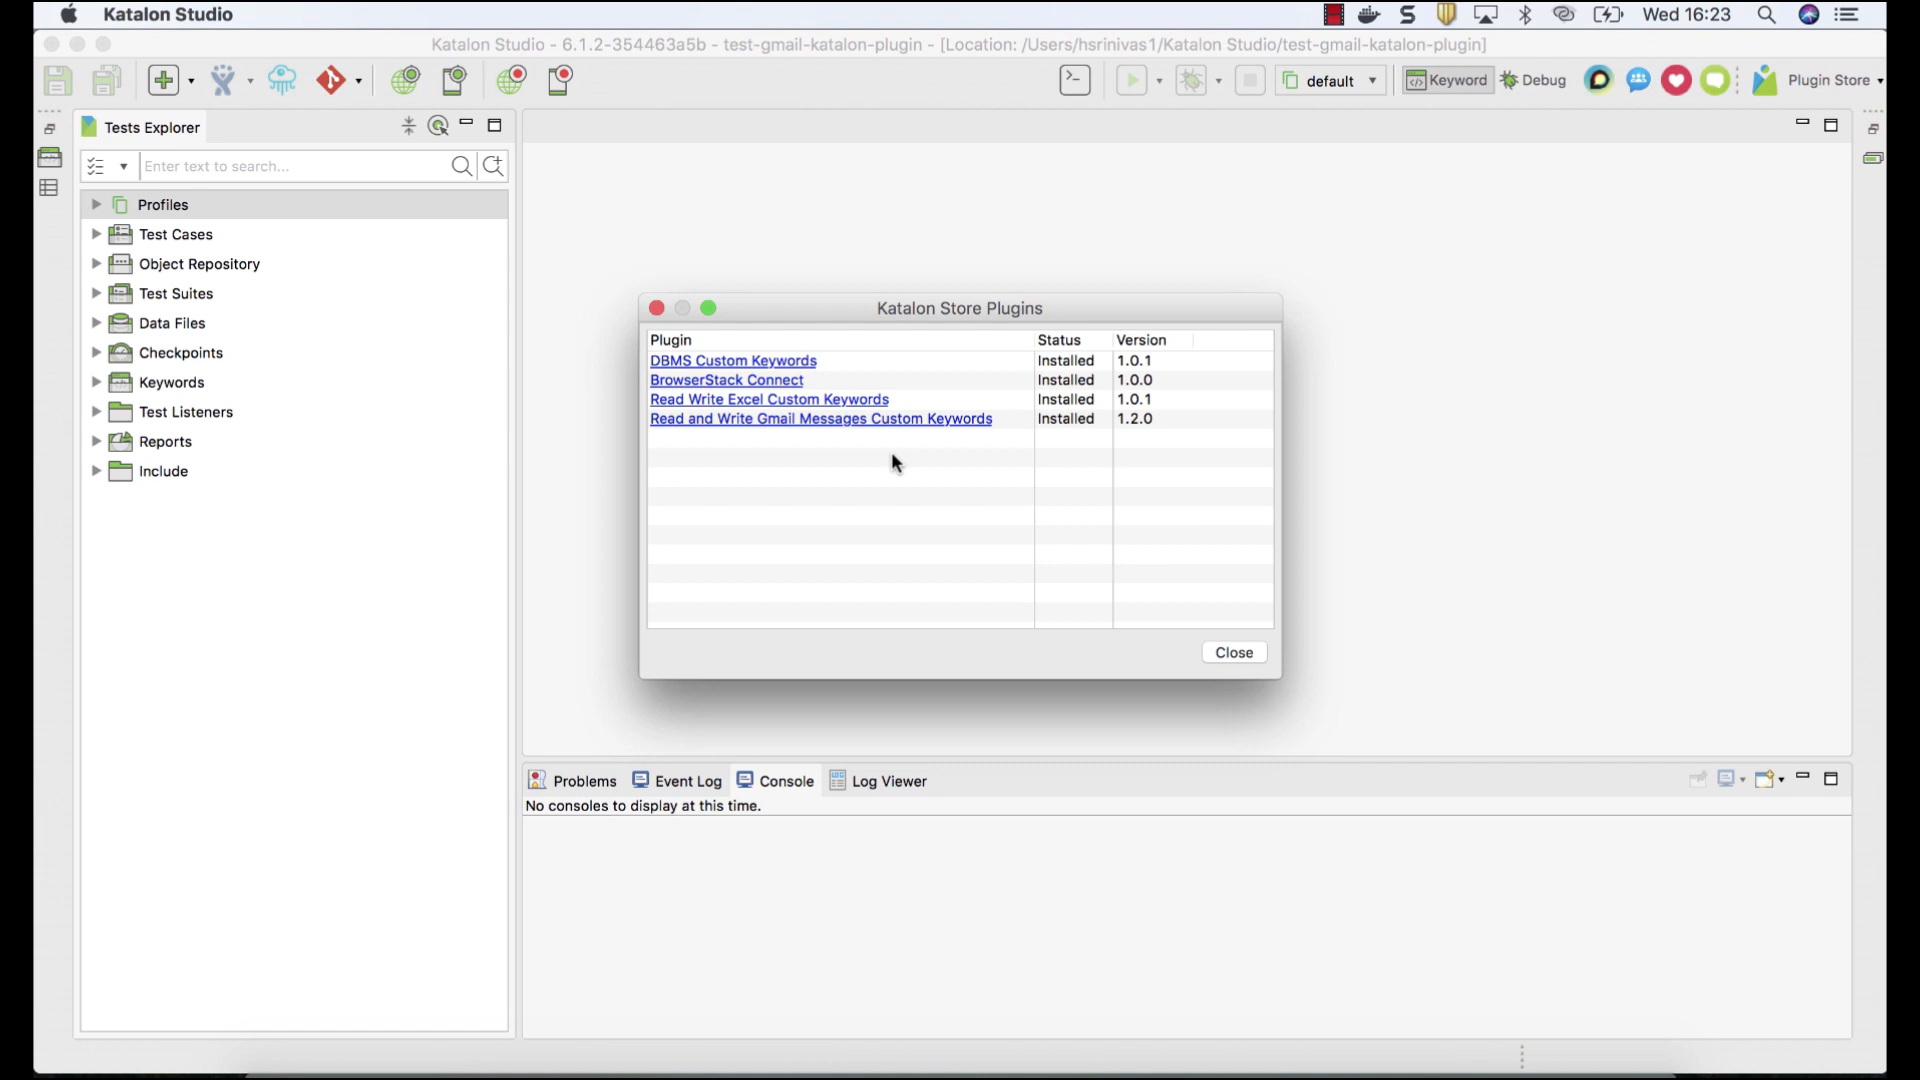 Katalon Studio
Wed 16:23
Katalon Studio - 6.1.2-354463a5b - test-gmail-katalon-plugin - [Location: /Users/hsrinivas1/Katalon Studio/test-gmail-katalon-plugin]
default
Keyword
Debug
Plugin Store
Tests Explorer
Enter text to search...
Profiles
Test Cases
Object Repository
Test Suites
Data Files
Checkpoints
Keywords
Test Listeners
Reports
Include
Katalon Store Plugins
Plugin Status Version
DBMS Custom Keywords Installed 1.0.1
BrowserStack Connect Installed 1.0.0
Read Write Excel Custom Keywords Installed 1.0.1
Read and Write Gmail Messages Custom Keywords Installed 1.2.0
Close
Problems Event Log Console Log Viewer
No consoles to display at this time.